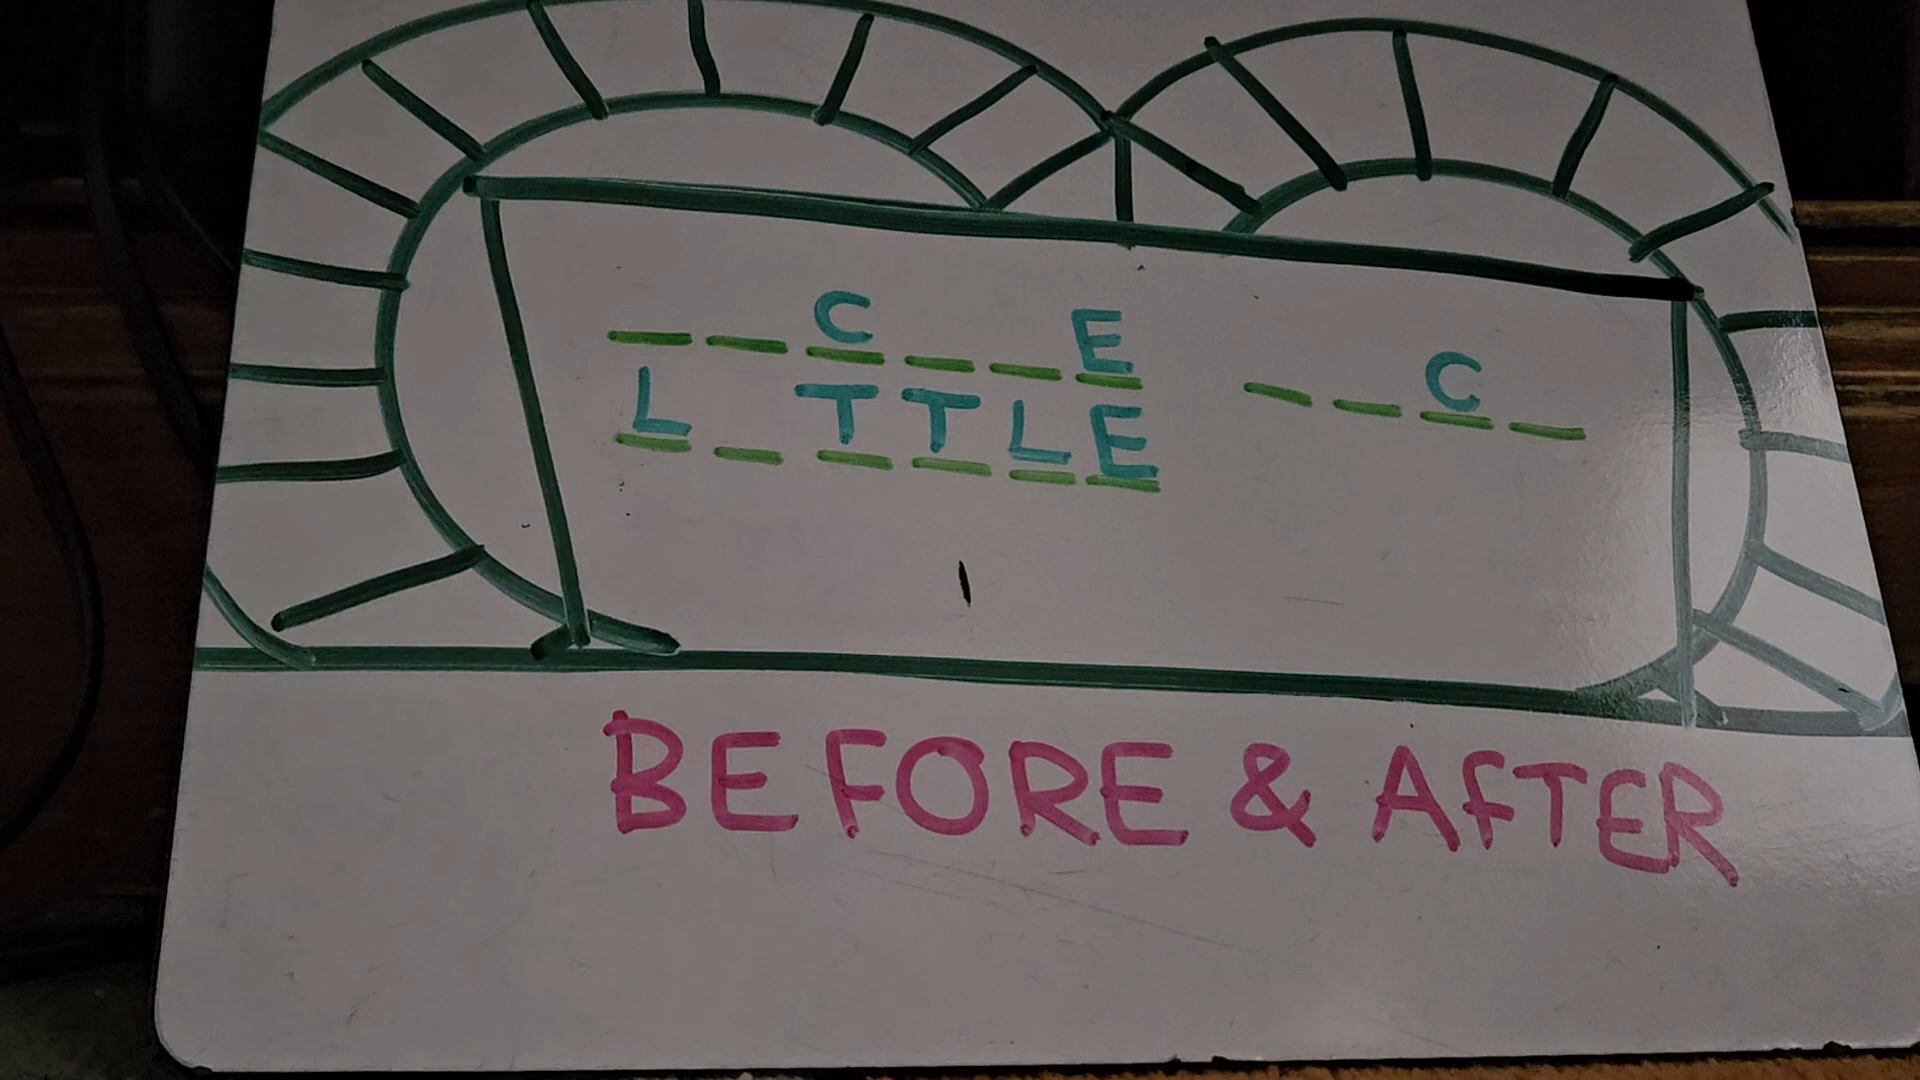 _ _ C _ _ E _ _ C _
L _ T T L E
BEFORE & AFTER